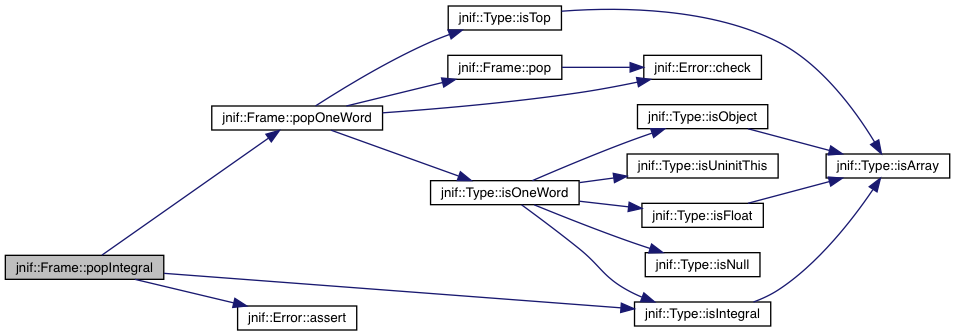 jnif::Type::isTop
jnif::Frame::pop
jnif::Error::check
jnif::Frame::popOneWord
jnif::Type::isObject
jnif::Type::isUninitThis
jnif::Type::isArray
jnif::Type::isOneWord
jnif::Type::isFloat
jnif::Type::isNull
jnif::Frame::popIntegral
jnif::Error::assert
jnif::Type::isIntegral